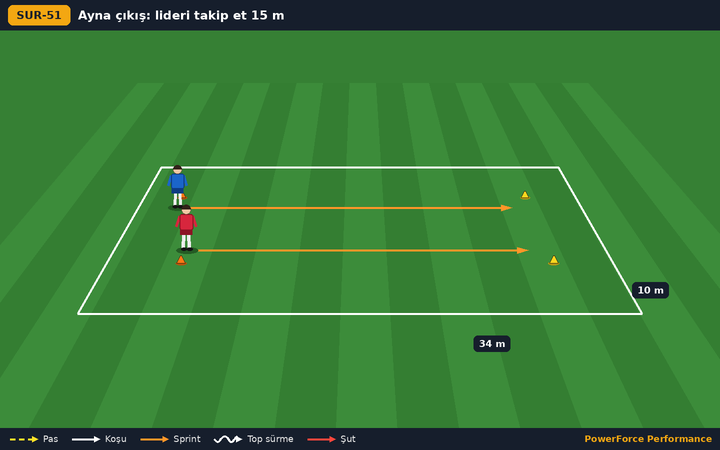 SUR-51 Ayna çıkış: lideri takip et 15 m
10 m
34 m
Pas Koşu Sprint Top sürme Şut PowerForce Performance